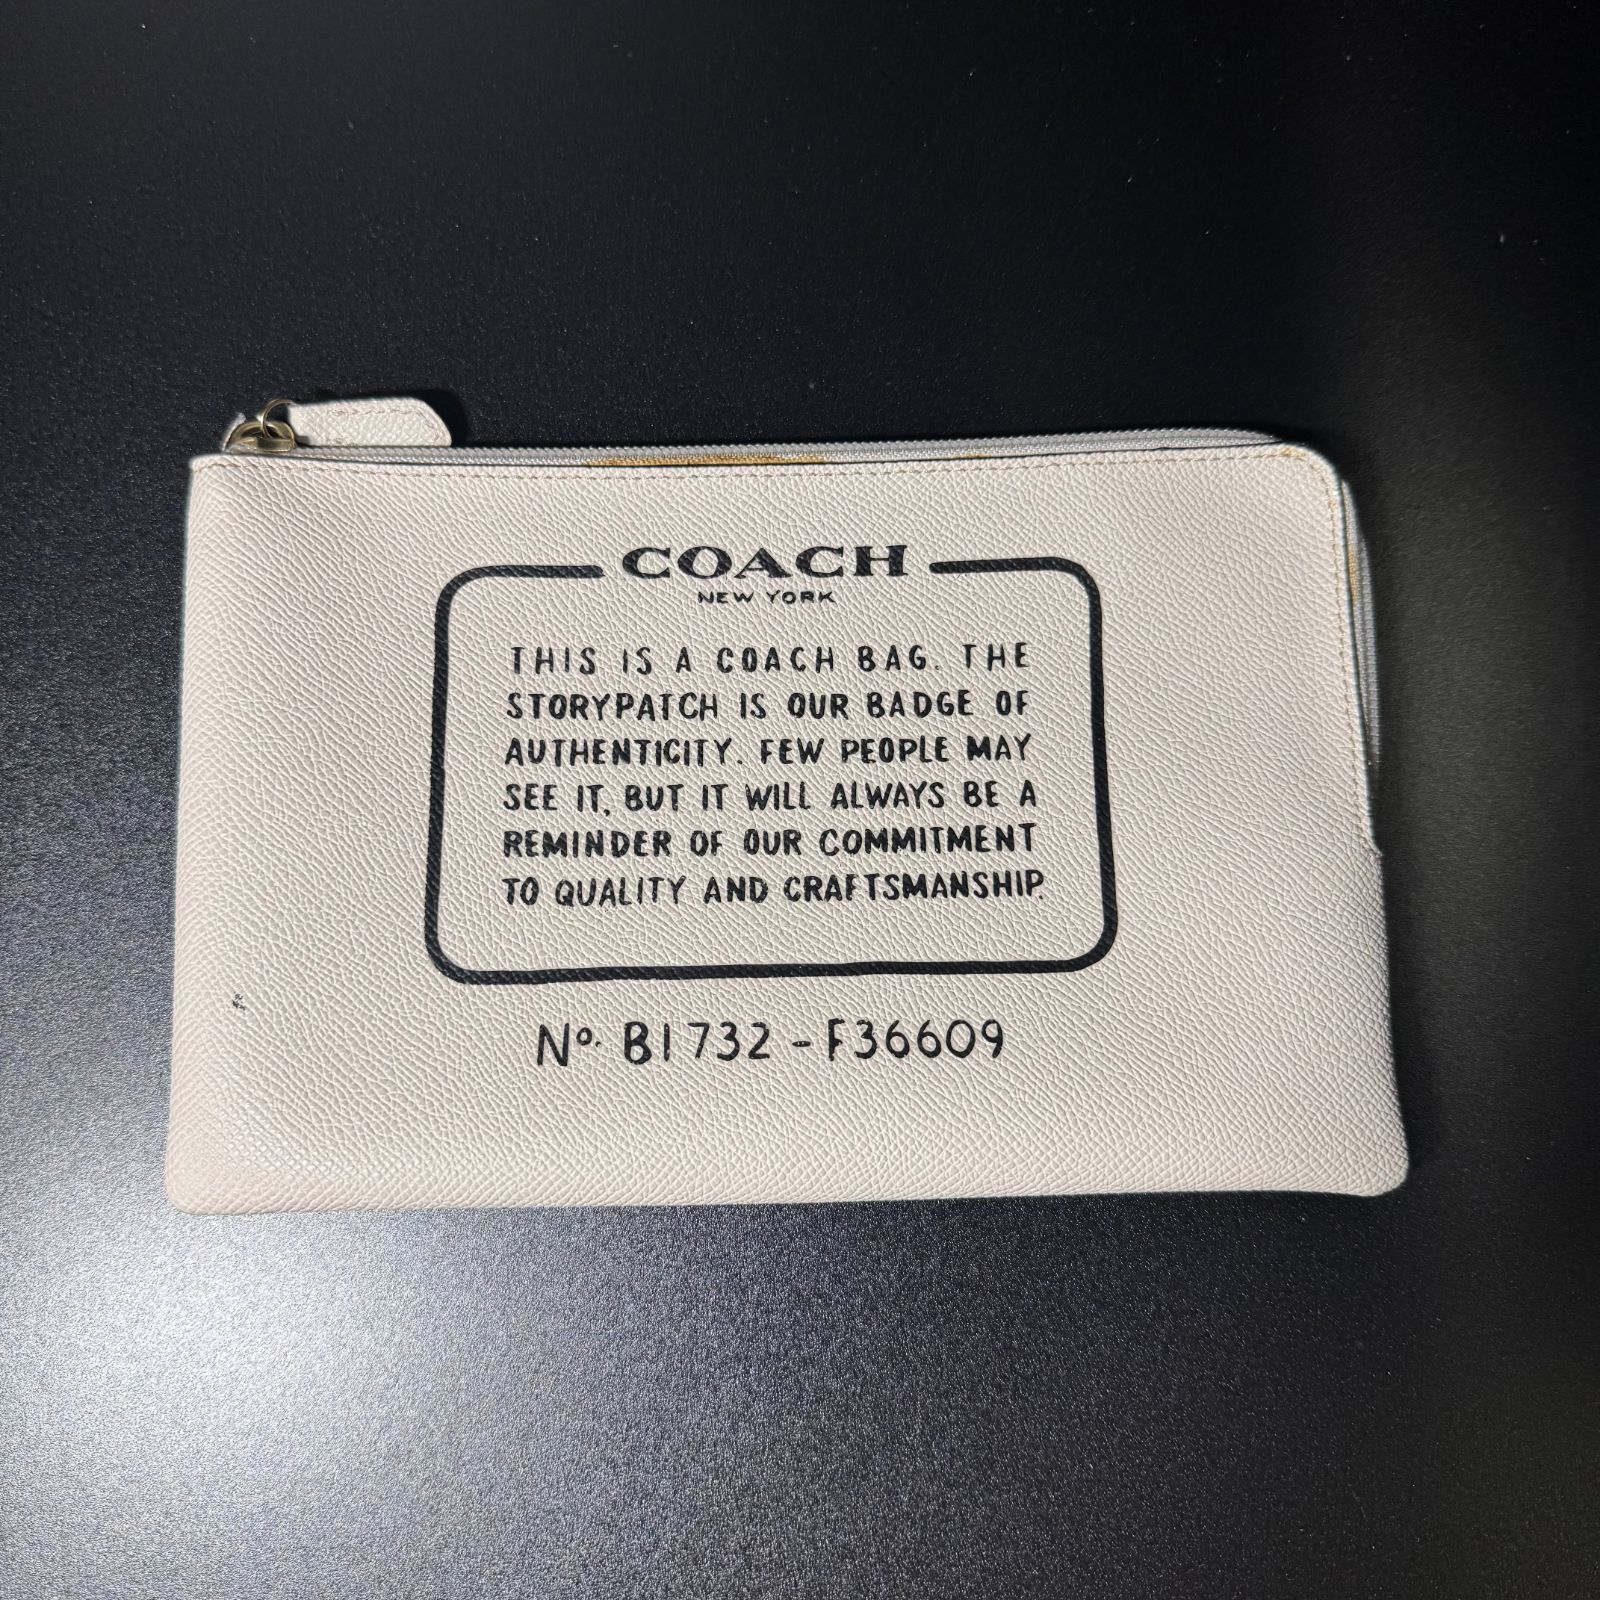 COACH
NEW YORK
THIS IS A COACH BAG. THE
STORYPATCH IS OUR BADGE OF
AUTHENTICITY. FEW PEOPLE MAY
SEE IT, BUT IT WILL ALWAYS BE A
REMINDER OF OUR COMMITMENT
TO QUALITY AND CRAFTSMANSHIP.
Nº. B1732-F36609